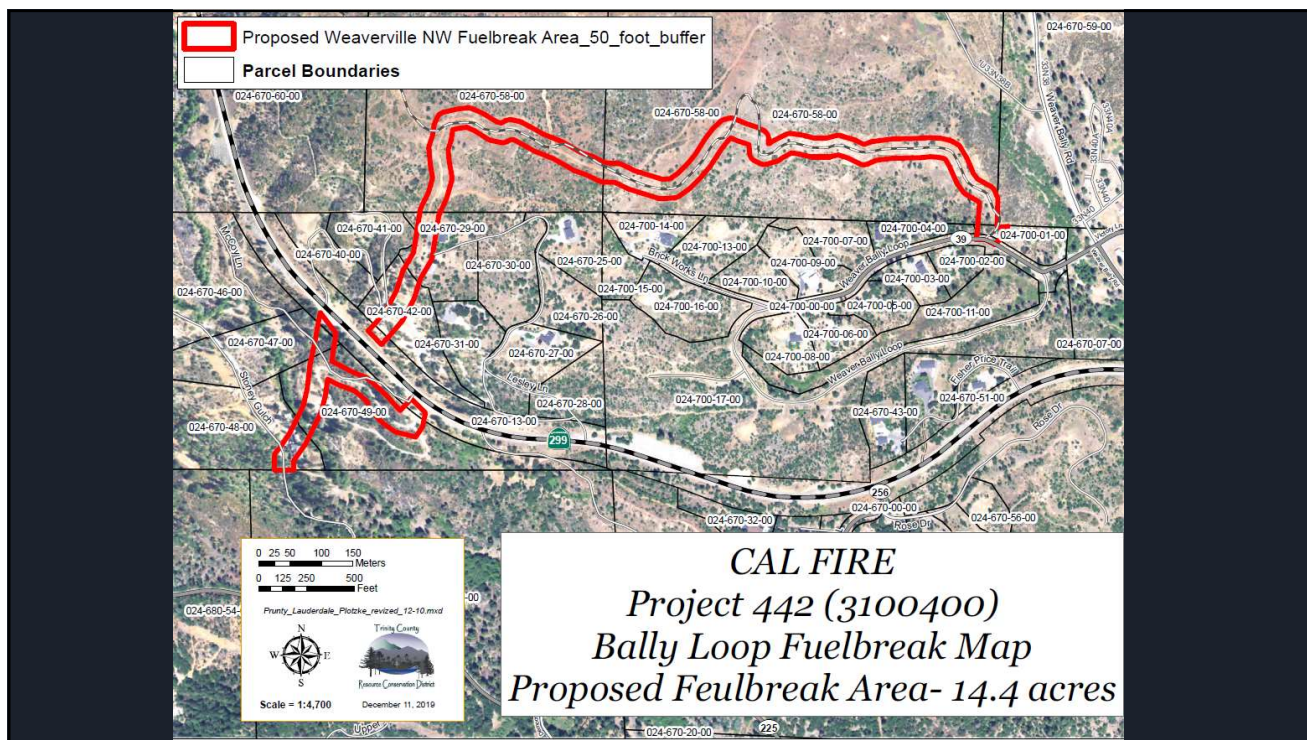 Proposed Weaverville NW Fuelbreak Area_50_foot_buffer
Parcel Boundaries
024-670-59-00
024-670-60-00
024-670-58-00
024-670-58-00
024-670-58-00
1U33N38B
33N38
Weaver Bally Rd
33N40A
33N40A
33N40
33N40
024-670-41-00
024-670-29-00
024-700-14-00
024-700-04-00
024-700-01-00
McCoy Ln
024-670-40-00
024-700-13-00
024-700-07-00
Weaver Bally Loop
39
024-700-02-00
024-670-30-00
024-670-25-00
Brick Works Ln
024-700-09-00
024-700-03-00
024-670-46-00
024-700-15-00
024-700-10-00
024-670-42-00
024-700-16-00
024-700-00-00
024-700-05-00
024-700-11-00
024-670-26-00
024-670-47-00
024-670-31-00
024-670-27-00
024-700-06-00
024-670-07-00
024-700-08-00
Weaver Bally Loop
Stoney Gulch
Lesley Ln
Fisher Price Trail
024-670-49-00
024-670-28-00
024-700-17-00
024-670-51-00
024-670-48-00
024-670-13-00
024-670-43-00
Rose Dr
299
256
024-670-00-00
024-670-32-00
Rose Dr
024-670-56-00
0 25 50 100 150
Meters
0 125 250 500
Feet
024-680-54-
-00
Prunty_Lauderdale_Plotzke_revized_12-10.mxd
N
W
E
S
Trinity County
Resource Conservation District
Scale = 1:4,700
December 11, 2019
CAL FIRE
Project 442 (3100400)
Bally Loop Fuelbreak Map
Proposed Feulbreak Area- 14.4 acres
Upper
024-670-20-00
225